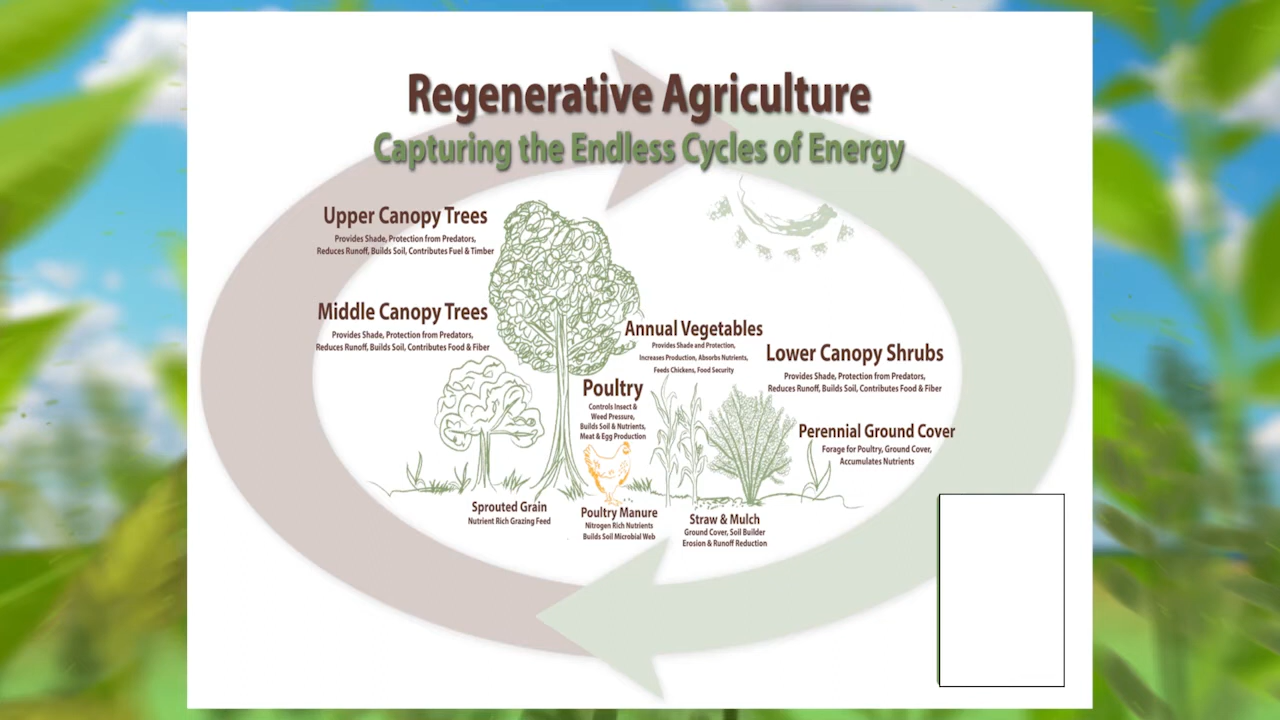 Regenerative Agriculture
Capturing the Endless Cycles of Energy
Upper Canopy Trees
Provides Shade, Protection from Predators,
Reduces Runoff, Builds Soil, Contributes Fuel & Timber
Middle Canopy Trees
Provides Shade, Protection from Predators,
Reduces Runoff, Builds Soil, Contributes Food & Fiber
Annual Vegetables
Provides Shade and Protection,
Increases Production, Absorbs Nutrients,
Feeds Chickens, Food Security
Lower Canopy Shrubs
Provides Shade, Protection from Predators,
Reduces Runoff, Builds Soil, Contributes Food & Fiber
Poultry
Controls Insect &
Weed Pressure,
Builds Soil & Nutrients,
Meat & Egg Production
Perennial Ground Cover
Forage for Poultry, Ground Cover,
Accumulates Nutrients
Sprouted Grain
Nutrient Rich Grazing Feed
Poultry Manure
Nitrogen Rich Nutrients
Builds Soil Microbial Web
Straw & Mulch
Ground Cover, Soil Builder
Erosion & Runoff Reduction